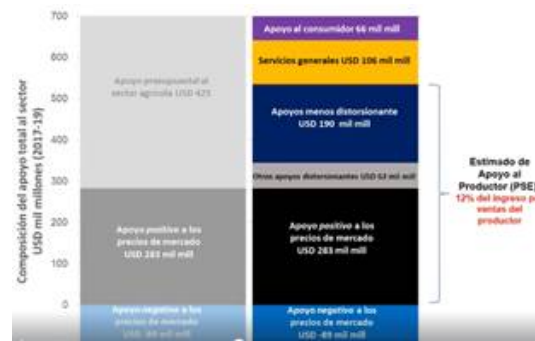 Composición del apoyo total al sector
USD mil millones (2017-19)
700
600
500
400
300
200
100
0
Apoyo presupuestal al
sector agrícola USD 425
Apoyo positivo a los
precios de mercado
USD 283 mil mill
Apoyo negativo a los
precios de mercado
USD -89 mil mill
Apoyo al consumidor 66 mil mill
Servicios generales USD 106 mil mill
Apoyos menos distorsionante
USD 190 mil mill
Otros apoyos distorsionantes USD 62 mil mill
Apoyo positivo a los
precios de mercado
USD 283 mil mill
Apoyo negativo a los
precios de mercado
USD -89 mil mill
Estimado de
Apoyo al
Productor (PSE)
12% del ingreso p
ventas del
productor